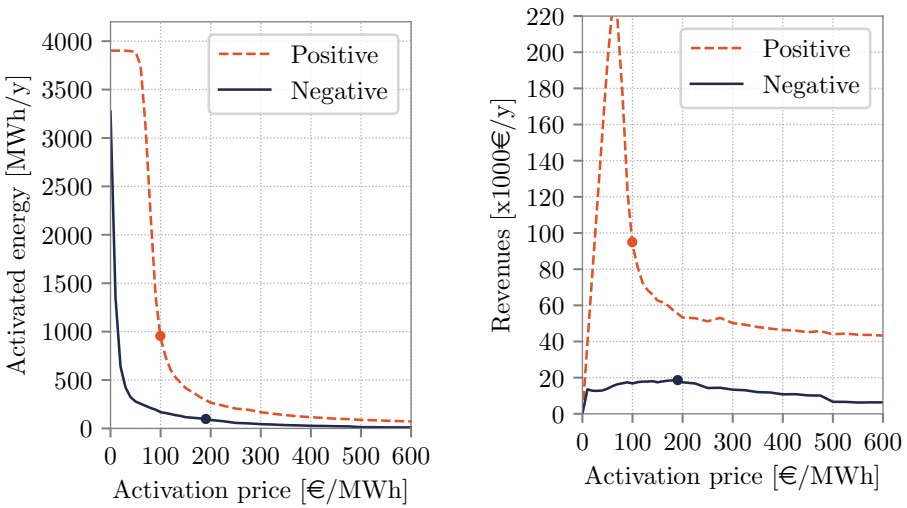 Activated energy [MWh/y]
4000
3500
3000
2500
2000
1500
1000
500
0
Positive
Negative
0 100 200 300 400 500 600
Activation price [€/MWh]
Revenues [x1000€/y]
220
200
180
160
140
120
100
80
60
40
20
0
Positive
Negative
0 100 200 300 400 500 600
Activation price [€/MWh]